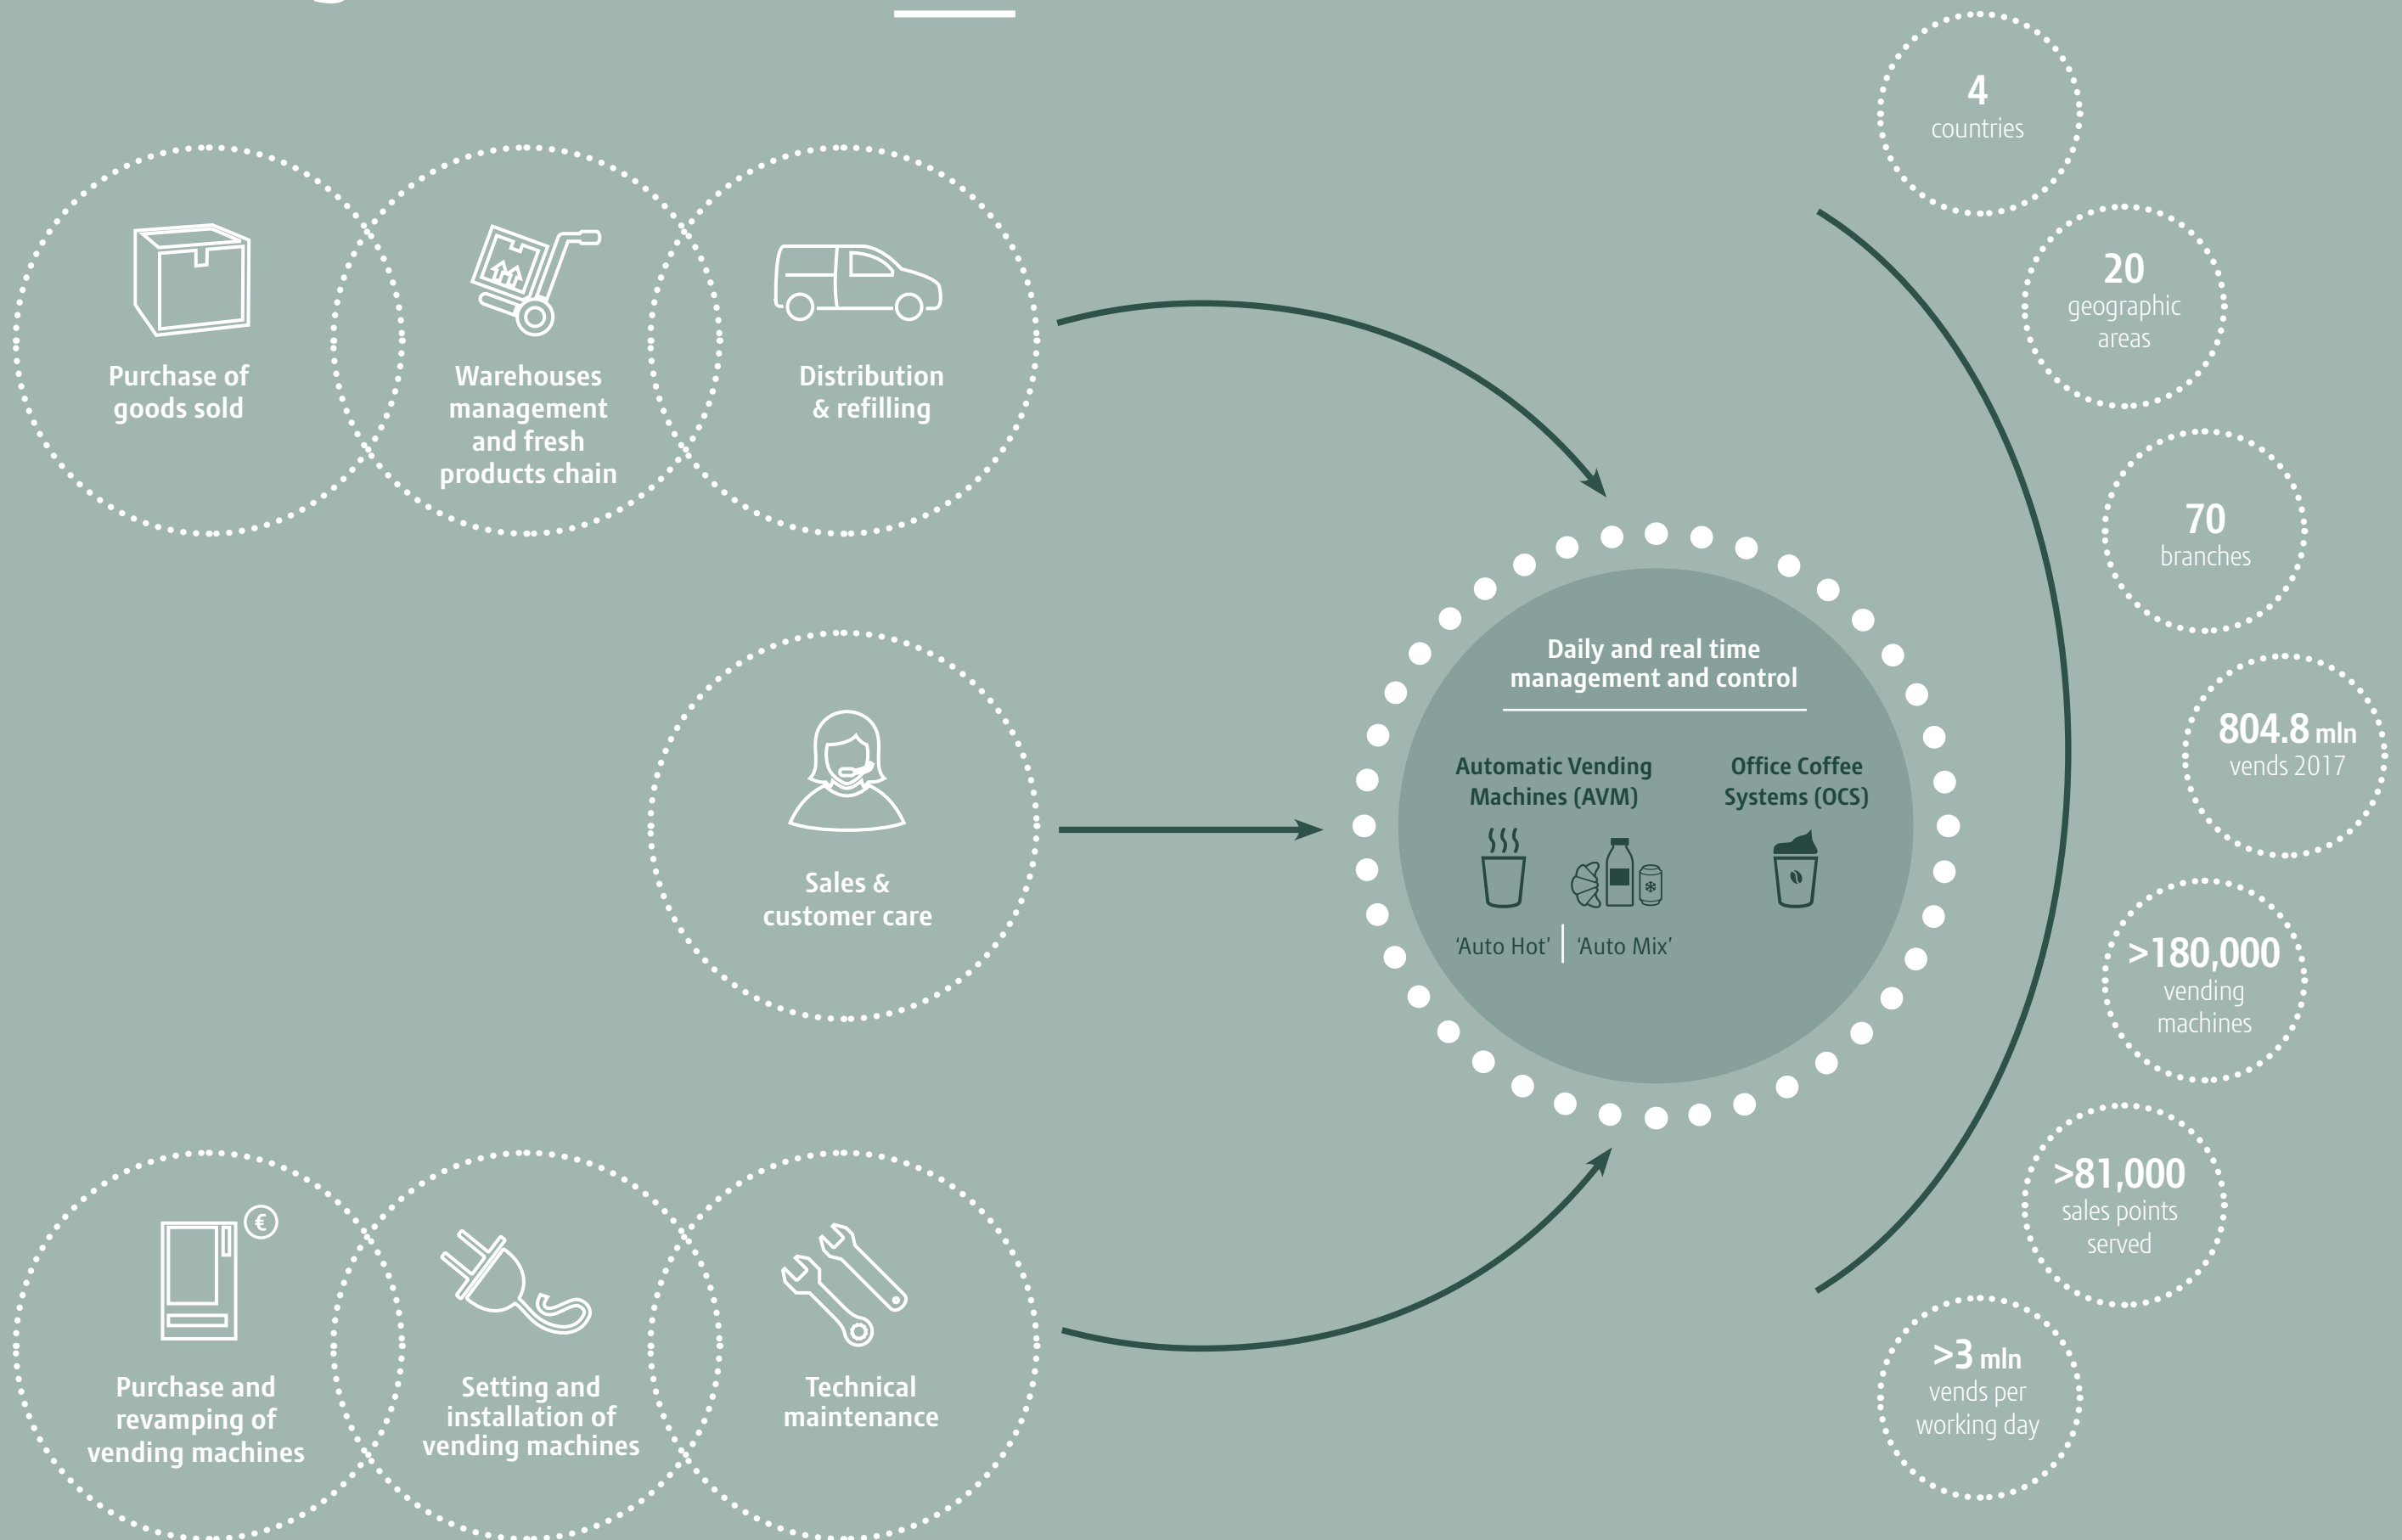 Purchase of
goods sold
Warehouses
management
and fresh
products chain
Distribution
& refilling
Sales &
customer care
€
Purchase and
revamping of
vending machines
Setting and
installation of
vending machines
Technical
maintenance
Daily and real time
management and control
Automatic Vending
Machines (AVM)
'Auto Hot'
'Auto Mix'
Office Coffee
Systems (OCS)
4
countries
20
geographic
areas
70
branches
804.8 mln
vends 2017
>180,000
vending
machines
>81,000
sales points
served
>3 mln
vends per
working day